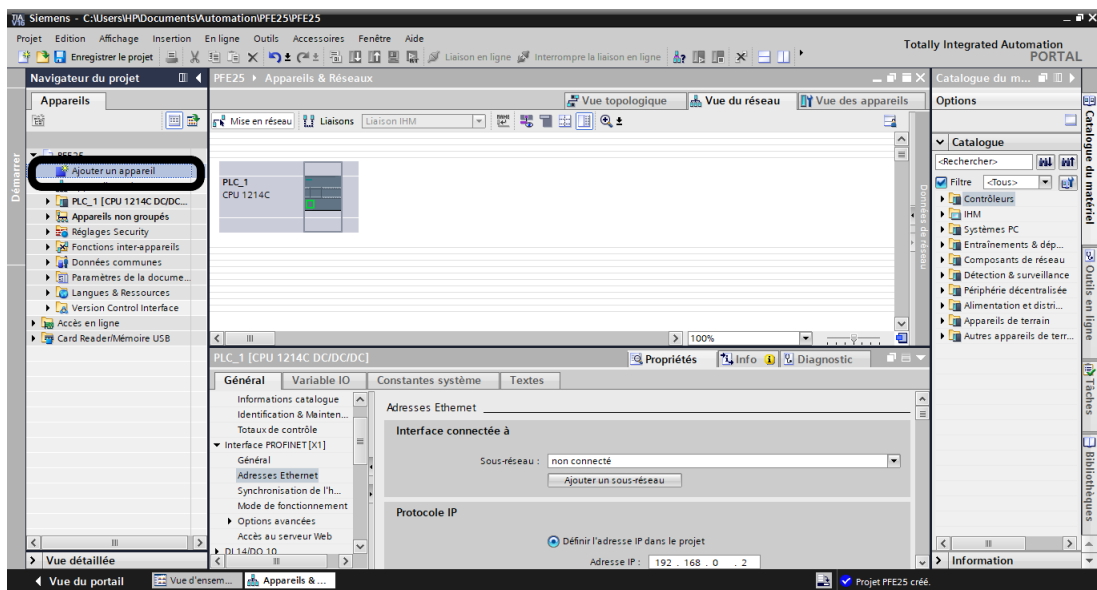 Siemens - C:\Users\HP\Documents\Automation\PFE25\PFE25
Projet Edition Affichage Insertion En ligne Outils Accessoires Fenêtre Aide
Enregistrer le projet Liaison en ligne Interrompre la liaison en ligne
Totally Integrated Automation
PORTAL
Navigateur du projet
Appareils
Démarrer
PFE25
Ajouter un appareil
PLC_1 [CPU 1214C DC/DC...
Appareils non groupés
Réglages Security
Fonctions inter-appareils
Données communes
Paramètres de la docume...
Langues & Ressources
Version Control Interface
Accès en ligne
Card Reader/Mémoire USB
Vue détaillée
PFE25 Appareils & Réseaux
Vue topologique Vue du réseau Vue des appareils
Mise en réseau Liaisons Liaison IHM
PLC_1
CPU 1214C
Données de réseau
100%
PLC_1 [CPU 1214C DC/DC/DC]
Propriétés Info Diagnostic
Général Variable IO Constantes système Textes
Informations catalogue
Identification & Mainten...
Totaux de contrôle
Interface PROFINET [X1]
Général
Adresses Ethernet
Synchronisation de l'h...
Mode de fonctionnement
Options avancées
Accès au serveur Web
DI 14/DO 10
Adresses Ethernet
Interface connectée à
Sous-réseau : non connecté
Ajouter un sous-réseau
Protocole IP
Définir l'adresse IP dans le projet
Adresse IP : 192 . 168 . 0 . 2
Catalogue du m...
Options
Catalogue
<Rechercher>
Filtre <Tous>
Contrôleurs
IHM
Systèmes PC
Entraînements & dép...
Composants de réseau
Détection & surveillance
Périphérie décentralisée
Alimentation et distri...
Appareils de terrain
Autres appareils de terr...
Information
Catalogue du matériel
Outils en ligne
Tâches
Bibliothèques
Vue du portail Vue d'ensem... Appareils & ... Projet PFE25 créé.